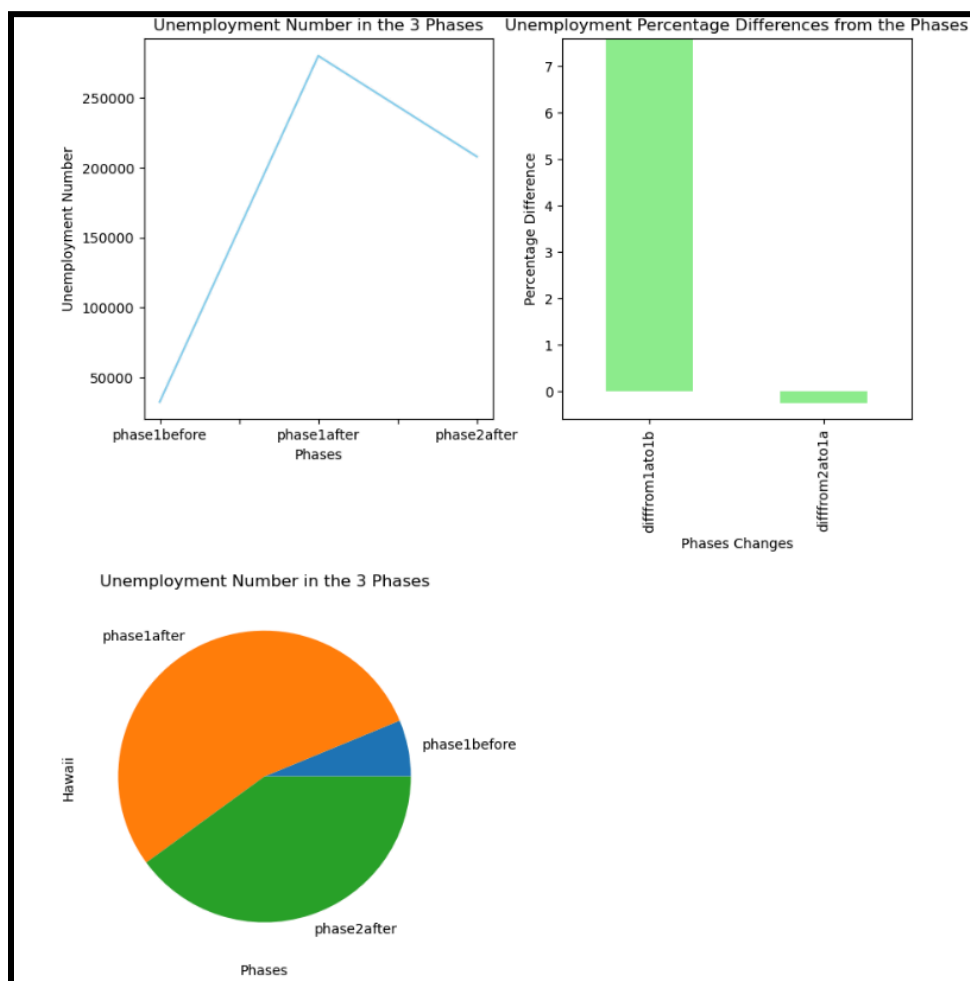 Unemployment Number in the 3 Phases
Unemployment Number
250000
200000
150000
100000
50000
phase1before
phase1after
phase2after
Phases
Unemployment Percentage Differences from the Phases
Percentage Difference
7
6
5
4
3
2
1
0
difffrom1ato1b
difffrom2ato1a
Phases Changes
Unemployment Number in the 3 Phases
phase1after
phase1before
Hawaii
phase2after
Phases